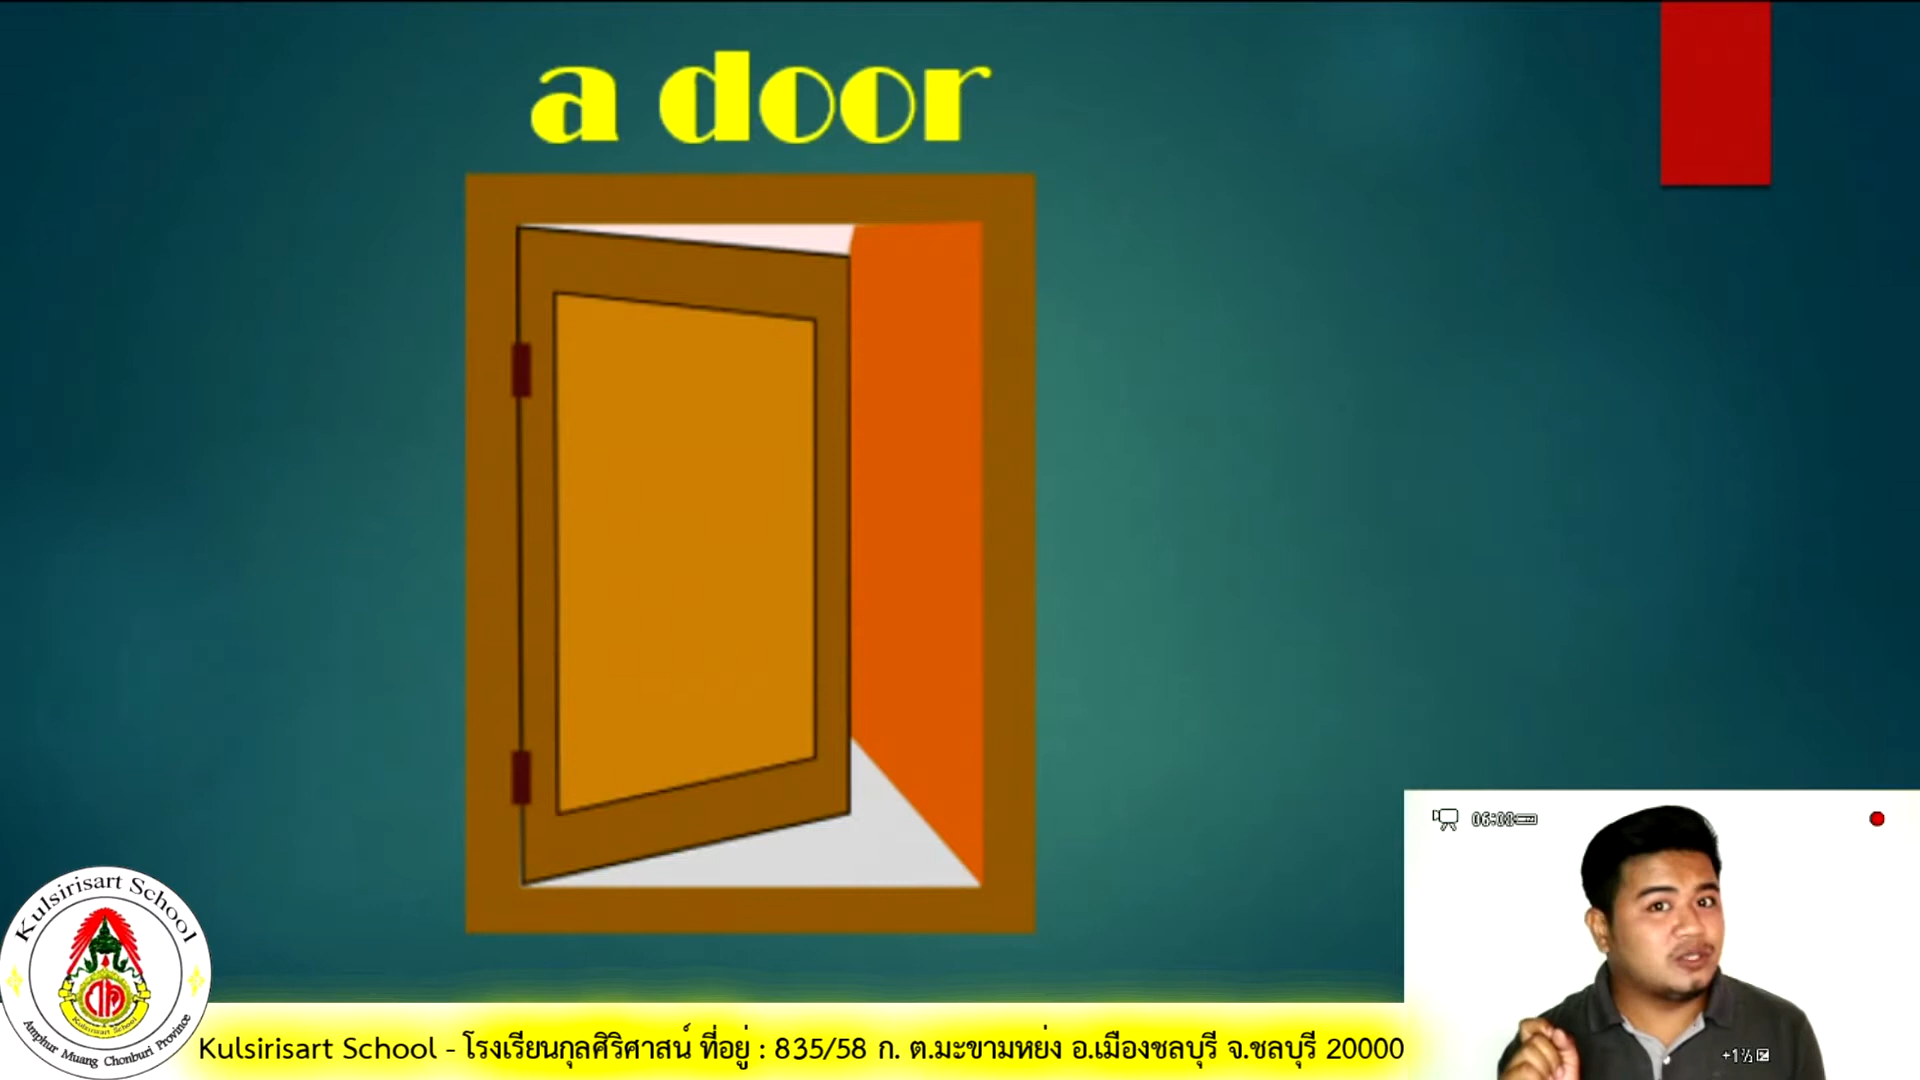 a door
06:08
Kulsirisart School
Amphur Muang Chonburi Province
Kulsirisart School - โรงเรียนกุลศิริศาสน์ ที่อยู่ : 835/58 ก. ต.มะขามหย่ง อ.เมืองชลบุรี จ.ชลบุรี 20000